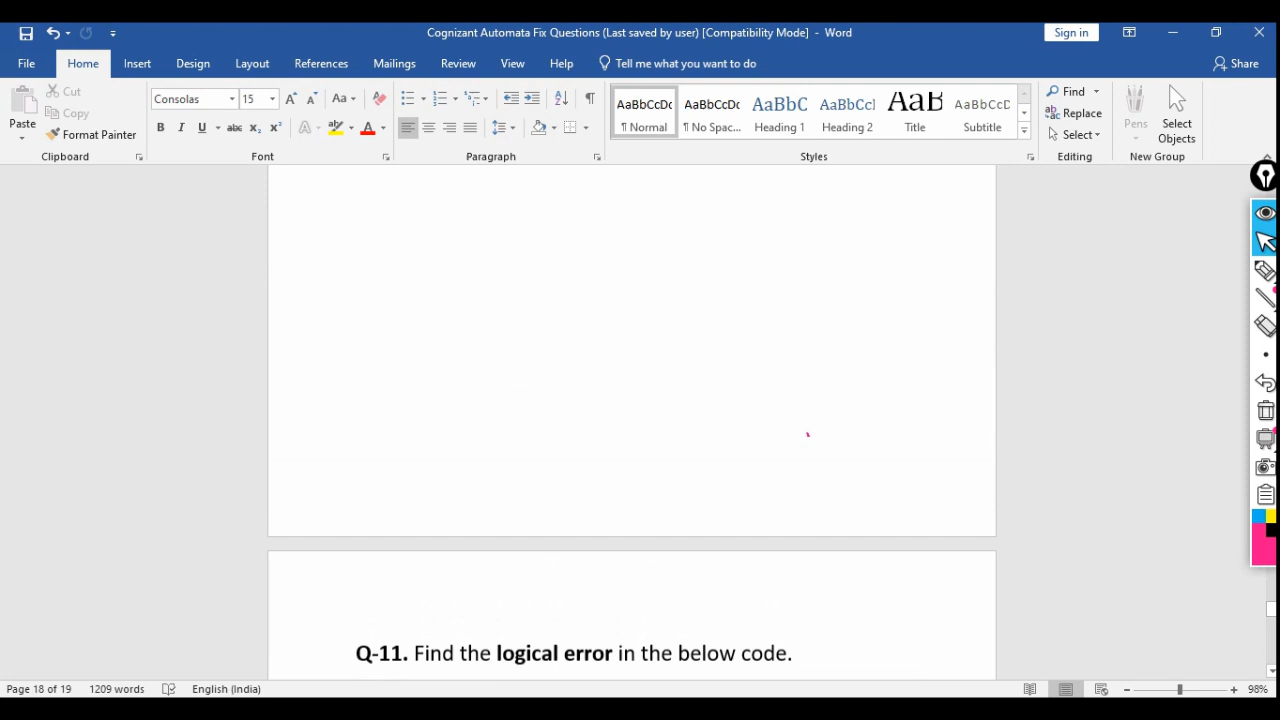 Cognizant Automata Fix Questions (Last saved by user) [Compatibility Mode] - Word
Sign in
File Home Insert Design Layout References Mailings Review View Help Tell me what you want to do Share
Paste Cut
Copy
Format Painter
Clipboard
Consolas 15
Font
Paragraph
AaBbCcDc AaBbCcDc AaBbC AaBbCcl AaB AaBbCcD
¶ Normal ¶ No Spac... Heading 1 Heading 2 Title Subtitle
Styles
Find
Replace
Select
Editing
Pens Select Objects
New Group
Q-11. Find the logical error in the below code.
Page 18 of 19 1209 words English (India) 98%